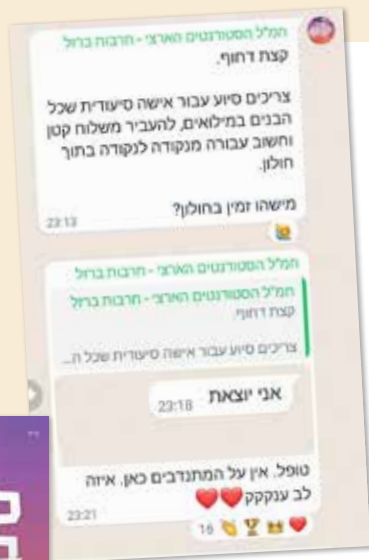 חמ"ל הסטודנטים הארצי - חרבות ברזל
קצת דחוף.
צריכים סיוע עבור אישה סיעודית שכל
הבנים במילואים, להעביר משלוח קטן
וחשוב עבורה מנקודה לנקודה בתוך
חולון.
מישהו זמין בחולון?
23:13
חמ"ל הסטודנטים הארצי - חרבות ברזל
חמ"ל הסטודנטים הארצי - חרבות ברזל
קצת דחוף.
צריכים סיוע עבור אישה סיעודית שכל ה...
אני יוצאת
23:18
טופל. אין על המתנדבים כאן. איזה
לב ענקקק❤️❤️
23:21
16